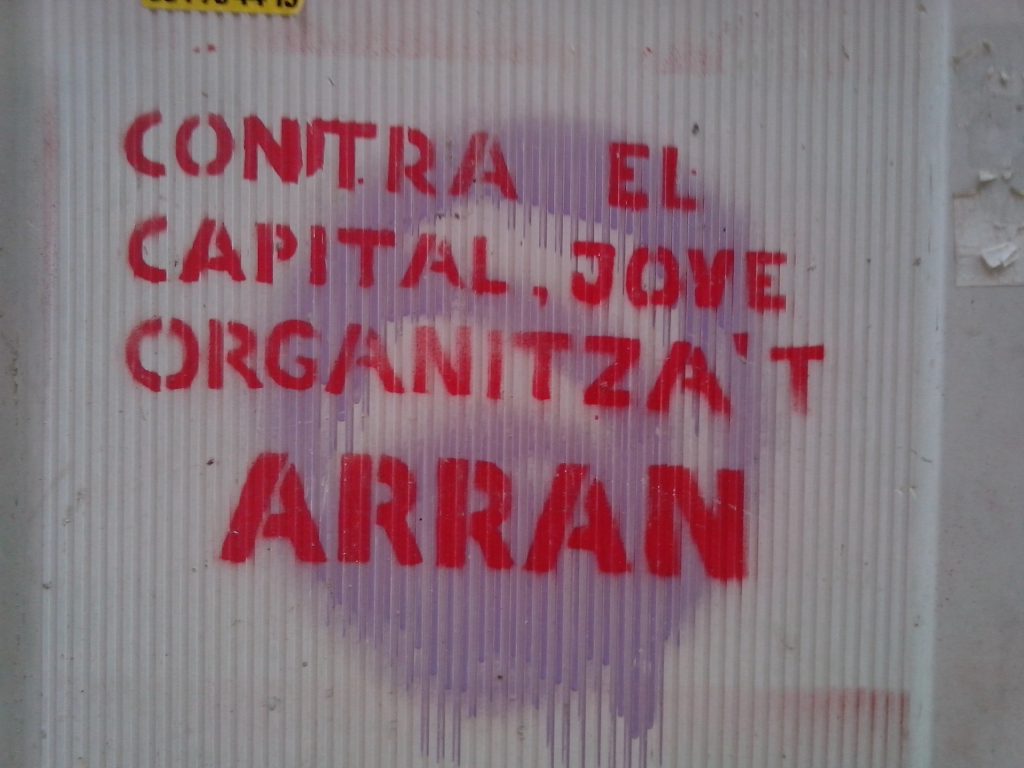 CONTRA EL
CAPITAL, JOVE
ORGANITZA'T
ARRAN